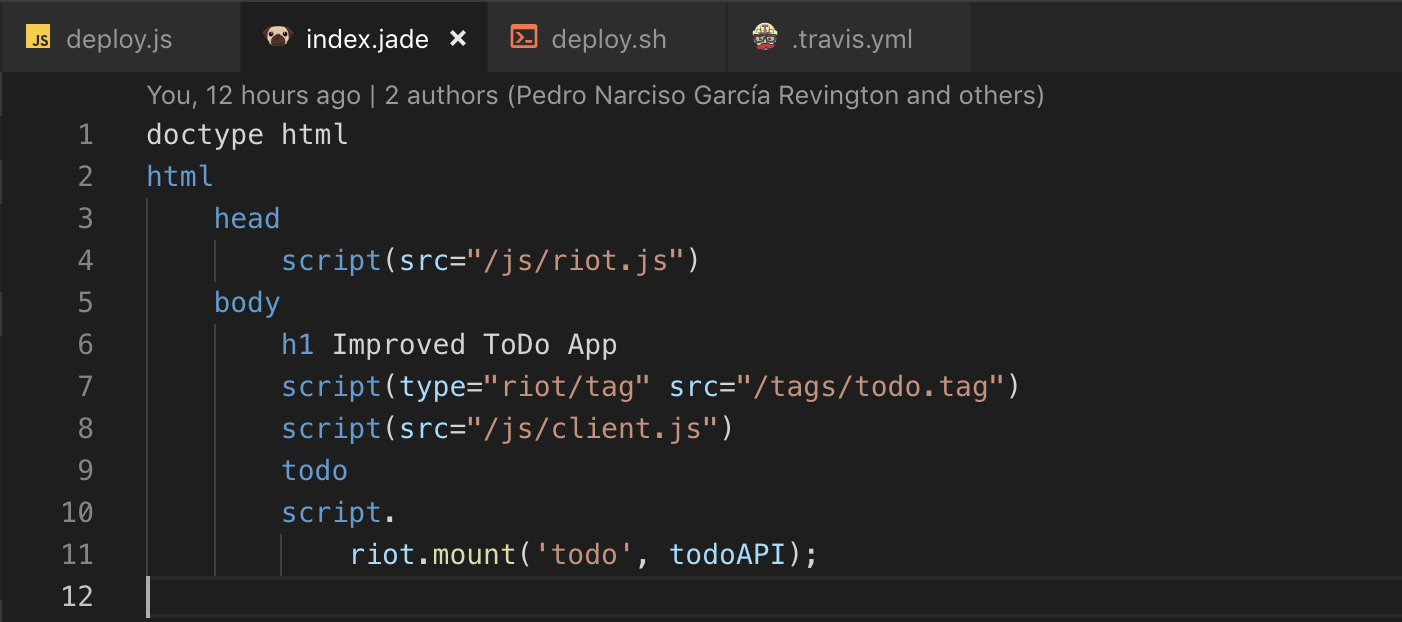 JS deploy.js index.jade × deploy.sh .travis.yml
You, 12 hours ago | 2 authors (Pedro Narciso García Revington and others)
1 doctype html
2 html
3 head
4 script(src="/js/riot.js")
5 body
6 h1 Improved ToDo App
7 script(type="riot/tag" src="/tags/todo.tag")
8 script(src="/js/client.js")
9 todo
10 script.
11 riot.mount('todo', todoAPI);
12